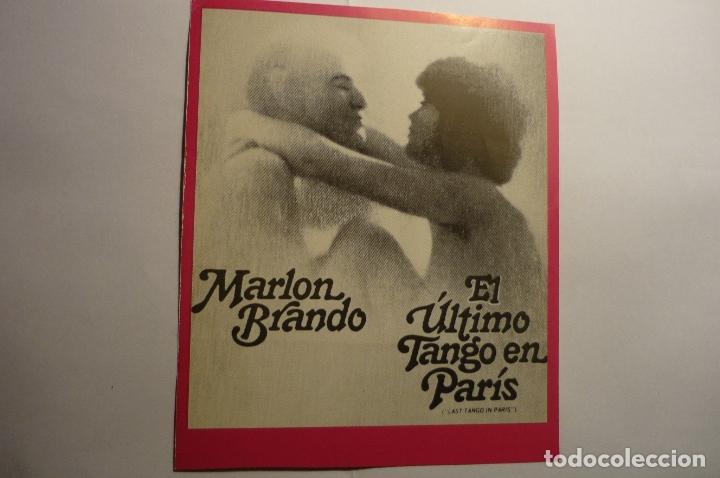 Marlon
Brando
El
Último
Tango en
París
("LAST TANGO IN PARIS")
todocoleccion